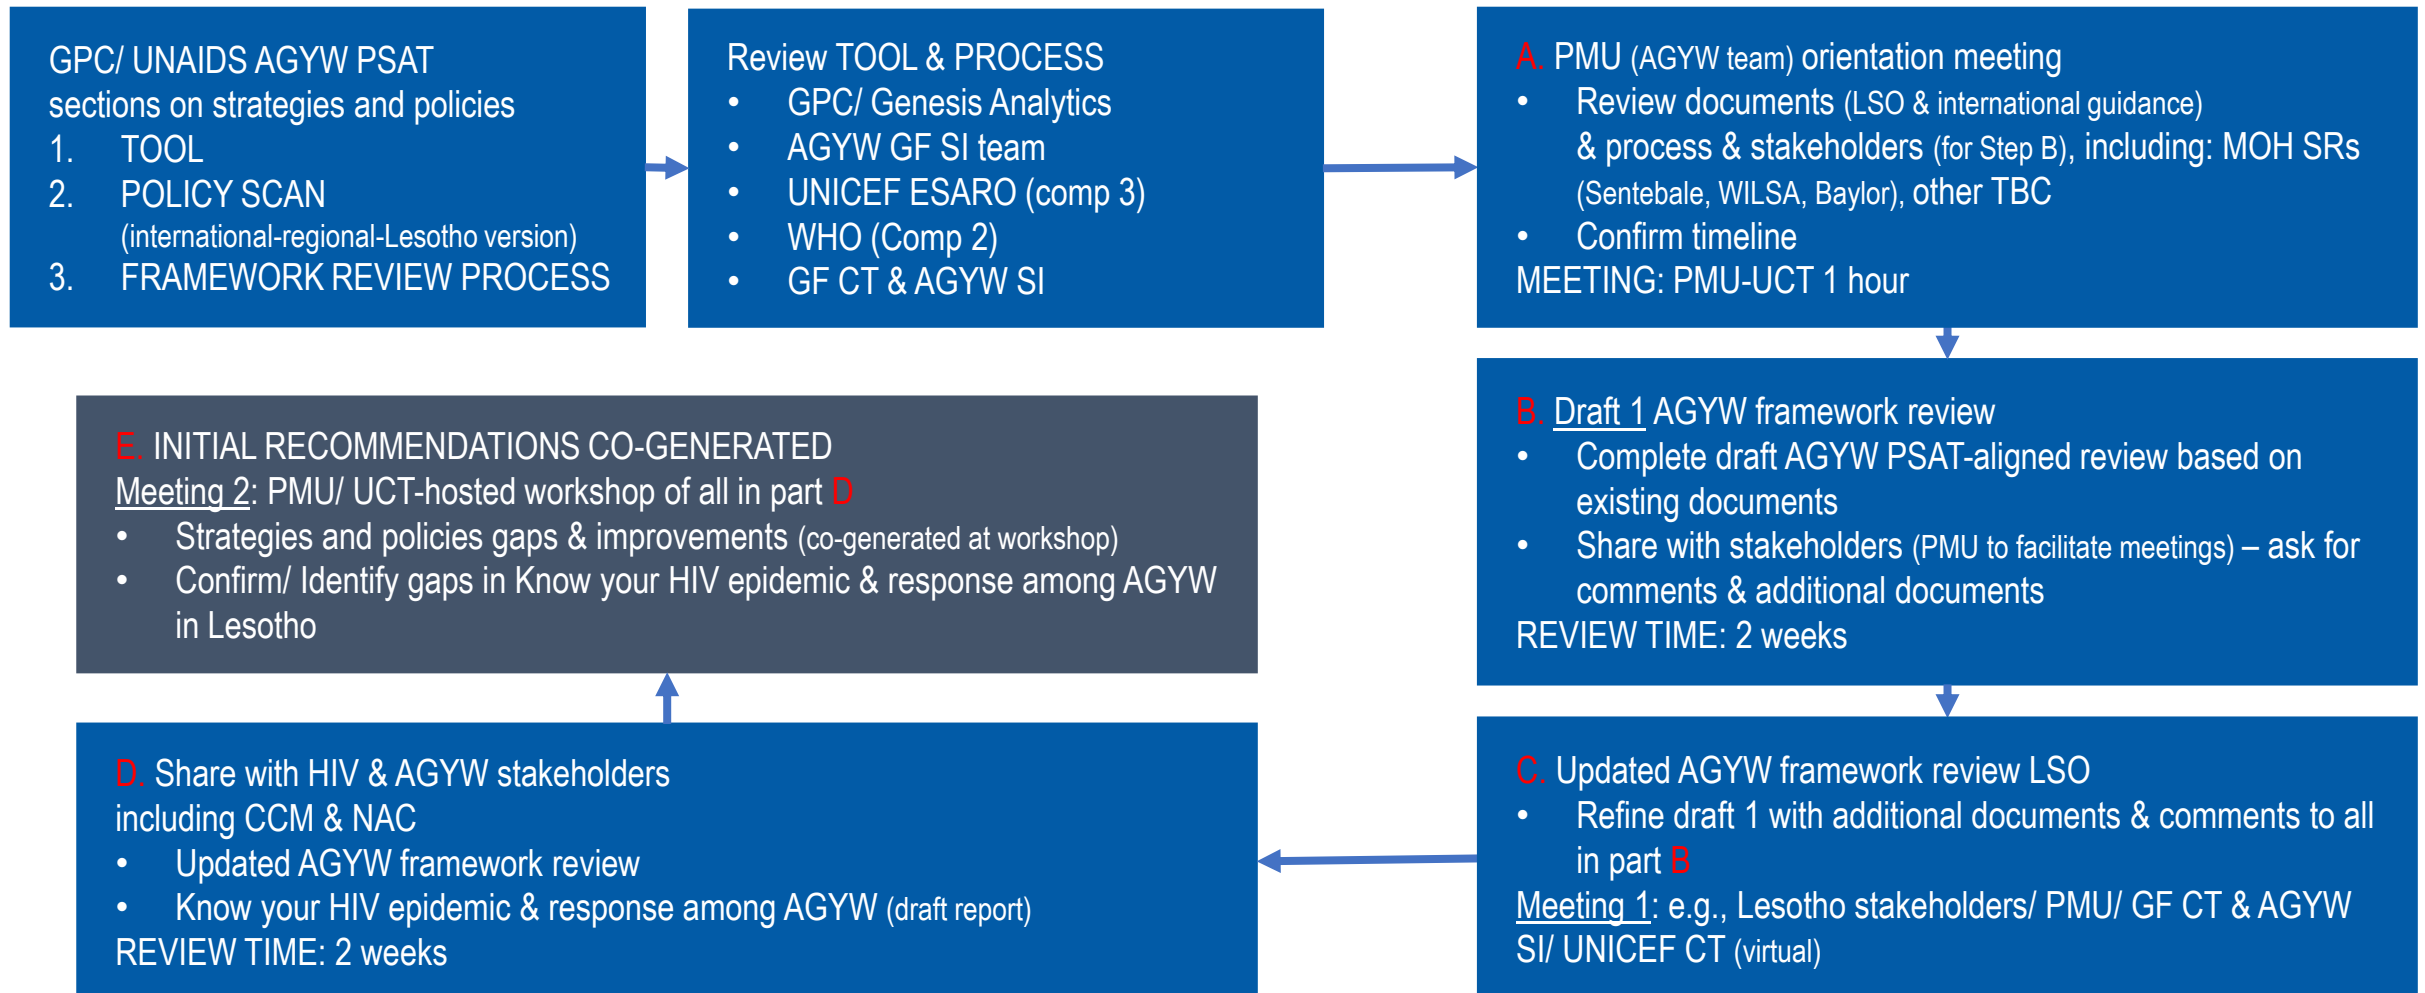 GPC/ UNAIDS AGYW PSAT
sections on strategies and policies
1. TOOL
2. POLICY SCAN
(international-regional-Lesotho version)
3. FRAMEWORK REVIEW PROCESS
Review TOOL & PROCESS
• GPC/ Genesis Analytics
• AGYW GF SI team
• UNICEF ESARO (comp 3)
• WHO (Comp 2)
• GF CT & AGYW SI
A. PMU (AGYW team) orientation meeting
• Review documents (LSO & international guidance)
& process & stakeholders (for Step B), including: MOH SRs
(Sentebale, WILSA, Baylor), other TBC
• Confirm timeline
MEETING: PMU-UCT 1 hour
B. Draft 1 AGYW framework review
• Complete draft AGYW PSAT-aligned review based on
existing documents
• Share with stakeholders (PMU to facilitate meetings) – ask for
comments & additional documents
REVIEW TIME: 2 weeks
C. Updated AGYW framework review LSO
• Refine draft 1 with additional documents & comments to all
in part B
Meeting 1: e.g., Lesotho stakeholders/ PMU/ GF CT & AGYW
SI/ UNICEF CT (virtual)
D. Share with HIV & AGYW stakeholders
including CCM & NAC
• Updated AGYW framework review
• Know your HIV epidemic & response among AGYW (draft report)
REVIEW TIME: 2 weeks
E. INITIAL RECOMMENDATIONS CO-GENERATED
Meeting 2: PMU/ UCT-hosted workshop of all in part D
• Strategies and policies gaps & improvements (co-generated at workshop)
• Confirm/ Identify gaps in Know your HIV epidemic & response among AGYW
in Lesotho